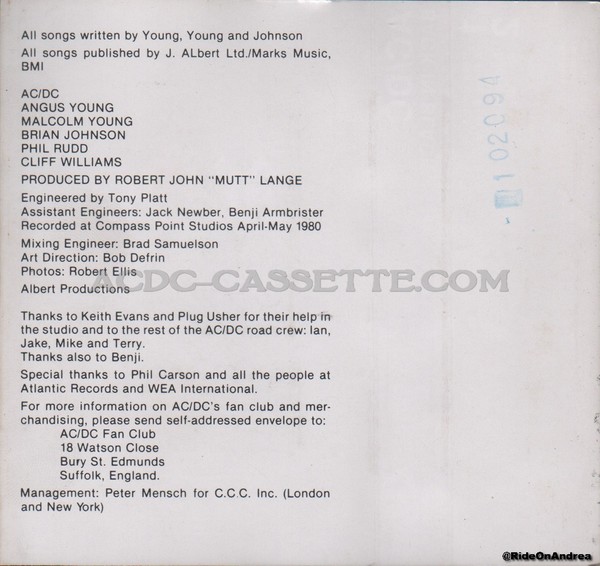 All songs written by Young, Young and Johnson
All songs published by J. ALbert Ltd./Marks Music,
BMI
AC/DC
ANGUS YOUNG
MALCOLM YOUNG
BRIAN JOHNSON
PHIL RUDD
CLIFF WILLIAMS
PRODUCED BY ROBERT JOHN "MUTT" LANGE
Engineered by Tony Platt
Assistant Engineers: Jack Newber, Benji Armbrister
Recorded at Compass Point Studios April-May 1980
Mixing Engineer: Brad Samuelson
Art Direction: Bob Defrin
Photos: Robert Ellis
ACDC-CASSETTE.COM
Albert Productions
Thanks to Keith Evans and Plug Usher for their help in
the studio and to the rest of the AC/DC road crew: Ian,
Jake, Mike and Terry.
Thanks also to Benji.
Special thanks to Phil Carson and all the people at
Atlantic Records and WEA International.
For more information on AC/DC's fan club and mer-
chandising, please send self-addressed envelope to:
AC/DC Fan Club
18 Watson Close
Bury St. Edmunds
Suffolk, England.
Management: Peter Mensch for C.C.C. Inc. (London
and New York)
102094
@RideOnAndrea